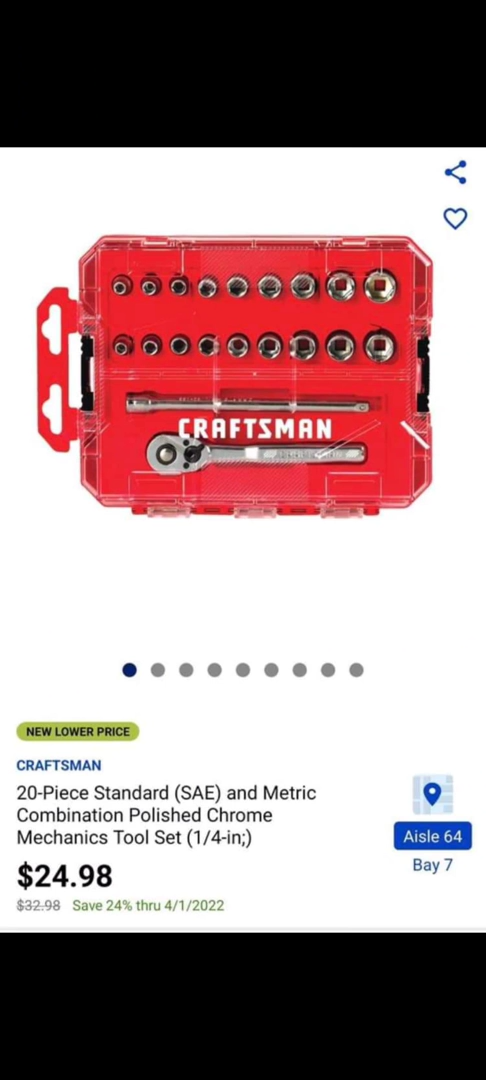 CRAFTSMAN
NEW LOWER PRICE
CRAFTSMAN
20-Piece Standard (SAE) and Metric
Combination Polished Chrome
Mechanics Tool Set (1/4-in;)
Aisle 64
Bay 7
$24.98
$32.98 Save 24% thru 4/1/2022